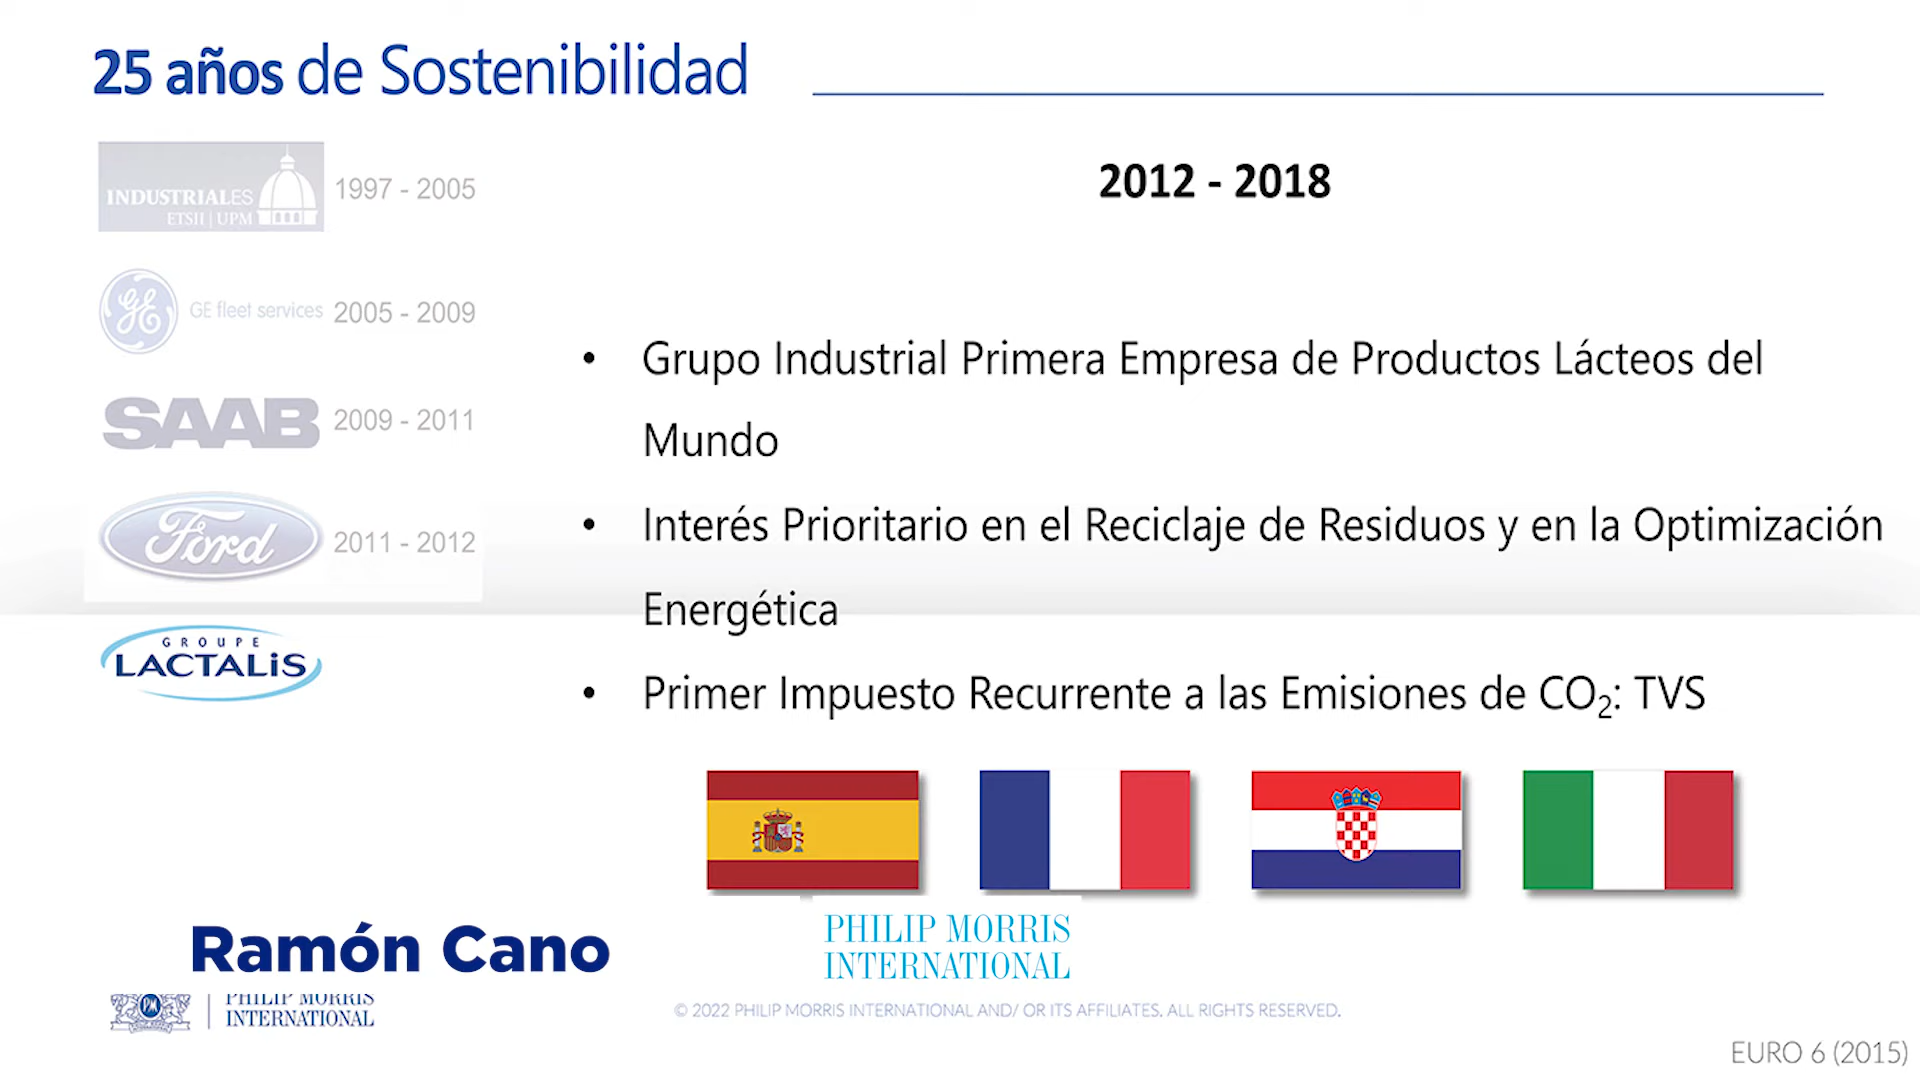 25 años de Sostenibilidad
INDUSTRIALES
ETSII | UPM
1997 - 2005
GE fleet services
2005 - 2009
SAAB
2009 - 2011
Ford
2011 - 2012
GROUPE
LACTALIS
2012 - 2018
• Grupo Industrial Primera Empresa de Productos Lácteos del
Mundo
• Interés Prioritario en el Reciclaje de Residuos y en la Optimización
Energética
• Primer Impuesto Recurrente a las Emisiones de CO₂: TVS
Ramón Cano
PHILIP MORRIS
INTERNATIONAL
PM
PHILIP MORRIS
INTERNATIONAL
© 2022 PHILIP MORRIS INTERNATIONAL AND/ OR ITS AFFILIATES. ALL RIGHTS RESERVED.
EURO 6 (2015)